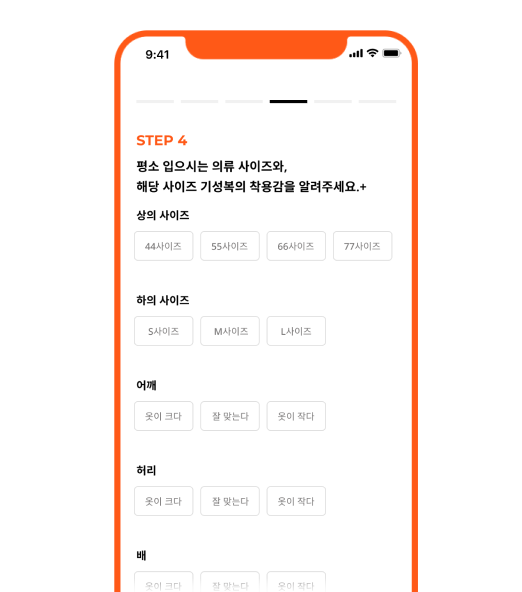 9:41
STEP 4
평소 입으시는 의류 사이즈와,
해당 사이즈 기성복의 착용감을 알려주세요.+
상의 사이즈
44사이즈 55사이즈 66사이즈 77사이즈
하의 사이즈
S사이즈 M사이즈 L사이즈
어깨
옷이 크다 잘 맞는다 옷이 작다
허리
옷이 크다 잘 맞는다 옷이 작다
배
옷이 크다 잘 맞는다 옷이 작다